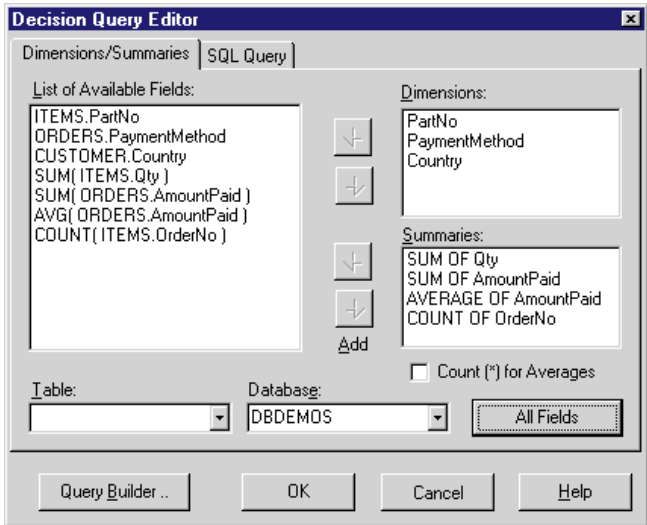 Decision Query Editor
Dimensions/Summaries
SQL Query
List of Available Fields:
ITEMS.PartNo
ORDERS.PaymentMethod
CUSTOMER.Country
SUM( ITEMS.Qty )
SUM( ORDERS.AmountPaid )
AVG( ORDERS.AmountPaid )
COUNT( ITEMS.OrderNo )
Dimensions:
PartNo
PaymentMethod
Country
Summaries:
SUM OF Qty
SUM OF AmountPaid
AVERAGE OF AmountPaid
COUNT OF OrderNo
Add
Count (*) for Averages
Table:
Database:
DBDEMOS
All Fields
Query Builder ..
OK
Cancel
Help